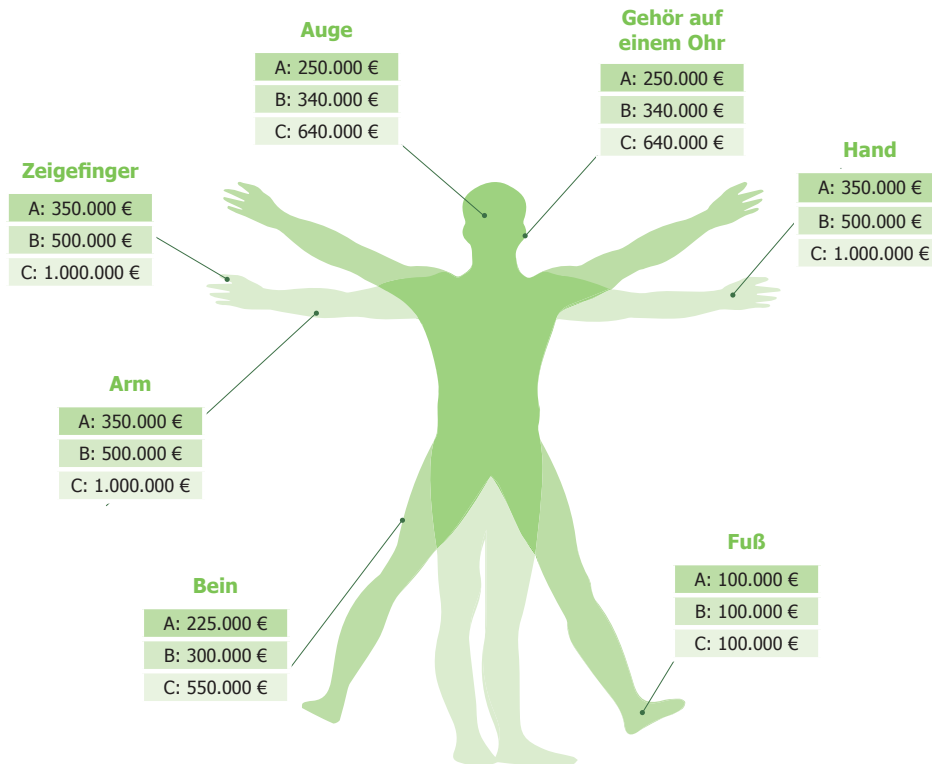 Auge
A: 250.000 €
B: 340.000 €
C: 640.000 €
Gehör auf
einem Ohr
A: 250.000 €
B: 340.000 €
C: 640.000 €
Zeigefinger
A: 350.000 €
B: 500.000 €
C: 1.000.000 €
Hand
A: 350.000 €
B: 500.000 €
C: 1.000.000 €
Arm
A: 350.000 €
B: 500.000 €
C: 1.000.000 €
Bein
A: 225.000 €
B: 300.000 €
C: 550.000 €
Fuß
A: 100.000 €
B: 100.000 €
C: 100.000 €